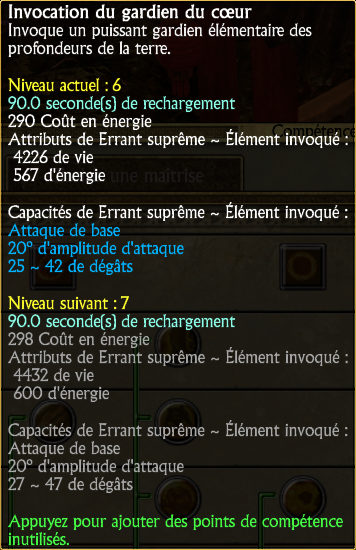 Invocation du gardien du cœur
Invoque un puissant gardien élémentaire des
profondeurs de la terre.
Niveau actuel : 6
90.0 seconde(s) de rechargement
290 Coût en énergie
Compétence
Attributs de Errant suprême ~ Élément invoqué :
4226 de vie
567 d'énergie
une maîtrise
Capacités de Errant suprême ~ Élément invoqué :
Attaque de base
20° d'amplitude d'attaque
25 ~ 42 de dégâts
Niveau suivant : 7
90.0 seconde(s) de rechargement
298 Coût en énergie
Attributs de Errant suprême ~ Élément invoqué :
4432 de vie
600 d'énergie
Capacités de Errant suprême ~ Élément invoqué :
Attaque de base
20° d'amplitude d'attaque
27 ~ 47 de dégâts
Appuyez pour ajouter des points de compétence
inutilisés.